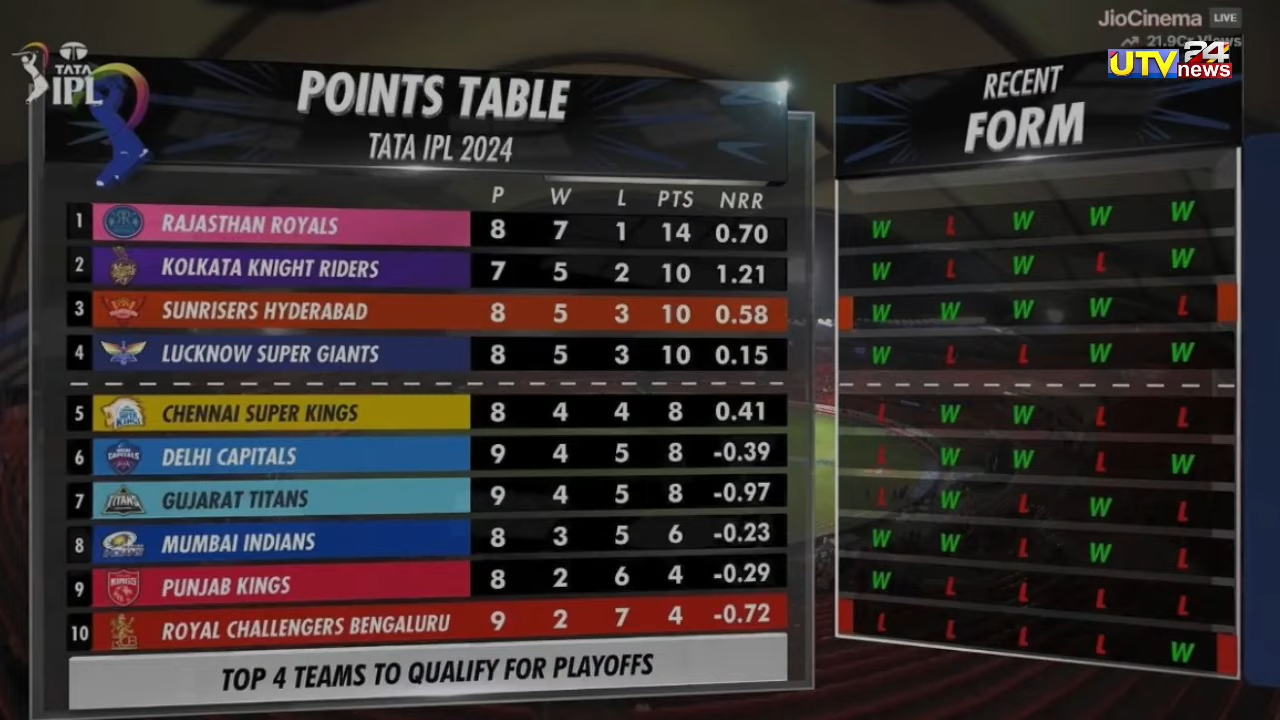 JioCinema LIVE
21.9Cr Views
UTV 24 news
TATA
IPL
POINTS TABLE
TATA IPL 2024
P W L PTS NRR
1 RAJASTHAN ROYALS 8 7 1 14 0.70
2 KOLKATA KNIGHT RIDERS 7 5 2 10 1.21
3 SUNRISERS HYDERABAD 8 5 3 10 0.58
4 LUCKNOW SUPER GIANTS 8 5 3 10 0.15
5 CHENNAI SUPER KINGS 8 4 4 8 0.41
6 DELHI CAPITALS 9 4 5 8 -0.39
7 GUJARAT TITANS 9 4 5 8 -0.97
8 MUMBAI INDIANS 8 3 5 6 -0.23
9 PUNJAB KINGS 8 2 6 4 -0.29
10 ROYAL CHALLENGERS BENGALURU 9 2 7 4 -0.72
TOP 4 TEAMS TO QUALIFY FOR PLAYOFFS
RECENT
FORM
W L W W W
W L W L W
W W W W L
W L L W W
L W W L L
L W W L W
L W L W L
W W L W L
W L L L L
L L L L W